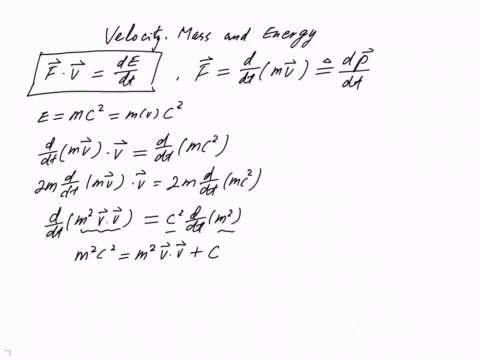 Velocity. Mass and Energy
F⃗ · v⃗ = dE/dt , F⃗ = d/dt (mv⃗) ≜ dp⃗/dt
E = mC² = m(v) C²
d/dt (mv⃗) · v⃗ = d/dt (mC²)
2m d/dt (mv⃗) · v⃗ = 2m d/dt (mc²)
d/dt (m² v⃗ · v⃗) = c² d/dt (m²)
m²c² = m² v⃗ · v⃗ + C